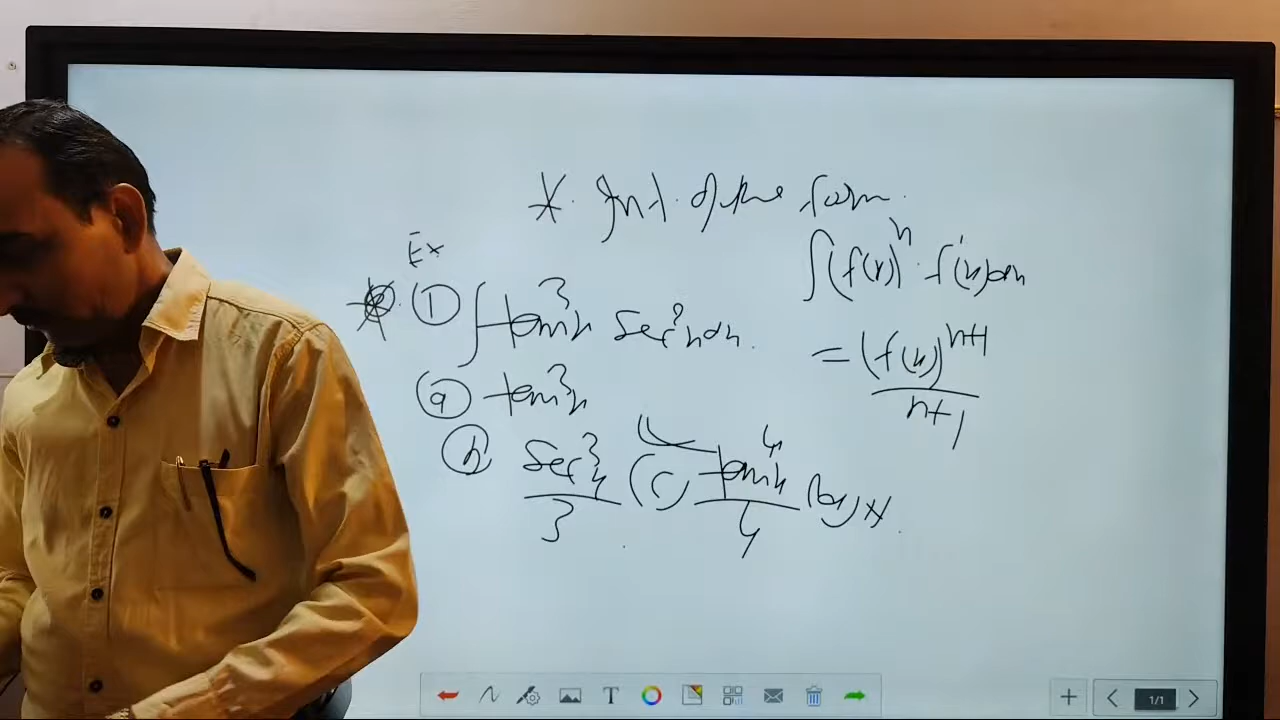 * Int. of the form.
∫(f(x))ⁿ. f'(x)dx
= (f(x))ⁿ⁺¹
n+1
Ex
① ∫tan³x sec²x dx.
ⓐ tan³x
ⓑ sec³x
3
(c) tan⁴x
4
x
T
1/1